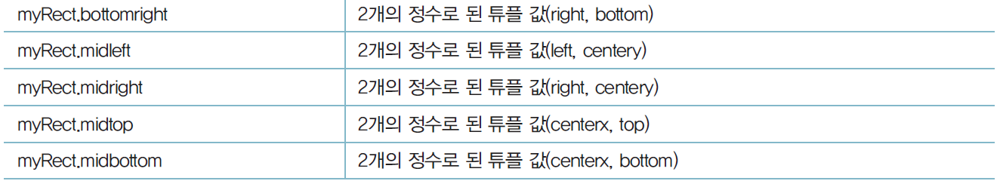 myRect.bottomright 2개의 정수로 된 튜플 값(right, bottom)
myRect.midleft 2개의 정수로 된 튜플 값(left, centery)
myRect.midright 2개의 정수로 된 튜플 값(right, centery)
myRect.midtop 2개의 정수로 된 튜플 값(centerx, top)
myRect.midbottom 2개의 정수로 된 튜플 값(centerx, bottom)